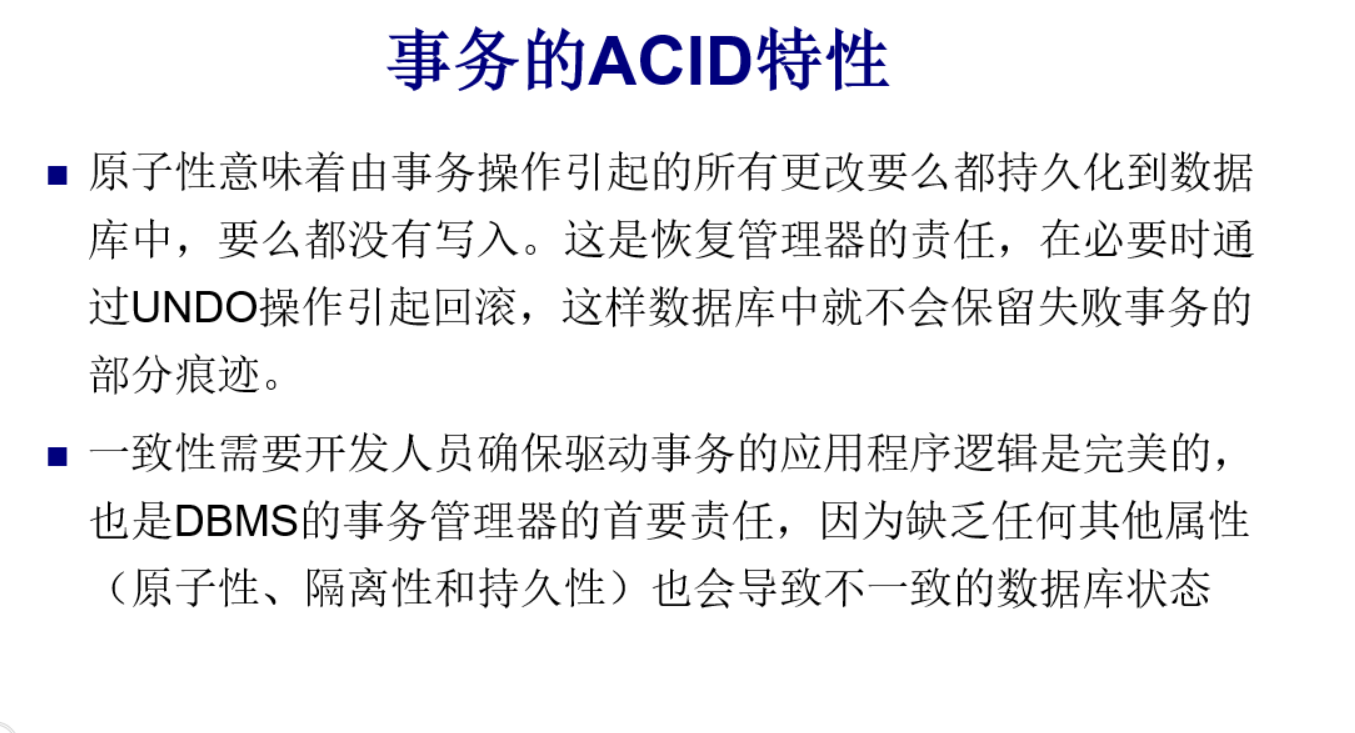 事务的ACID特性
原子性意味着由事务操作引起的所有更改要么都持久化到数据
库中，要么都没有写入。这是恢复管理器的责任，在必要时通
过UNDO操作引起回滚，这样数据库中就不会保留失败事务的
部分痕迹。
一致性需要开发人员确保驱动事务的应用程序逻辑是完美的，
也是DBMS的事务管理器的首要责任，因为缺乏任何其他属性
（原子性、隔离性和持久性）也会导致不一致的数据库状态